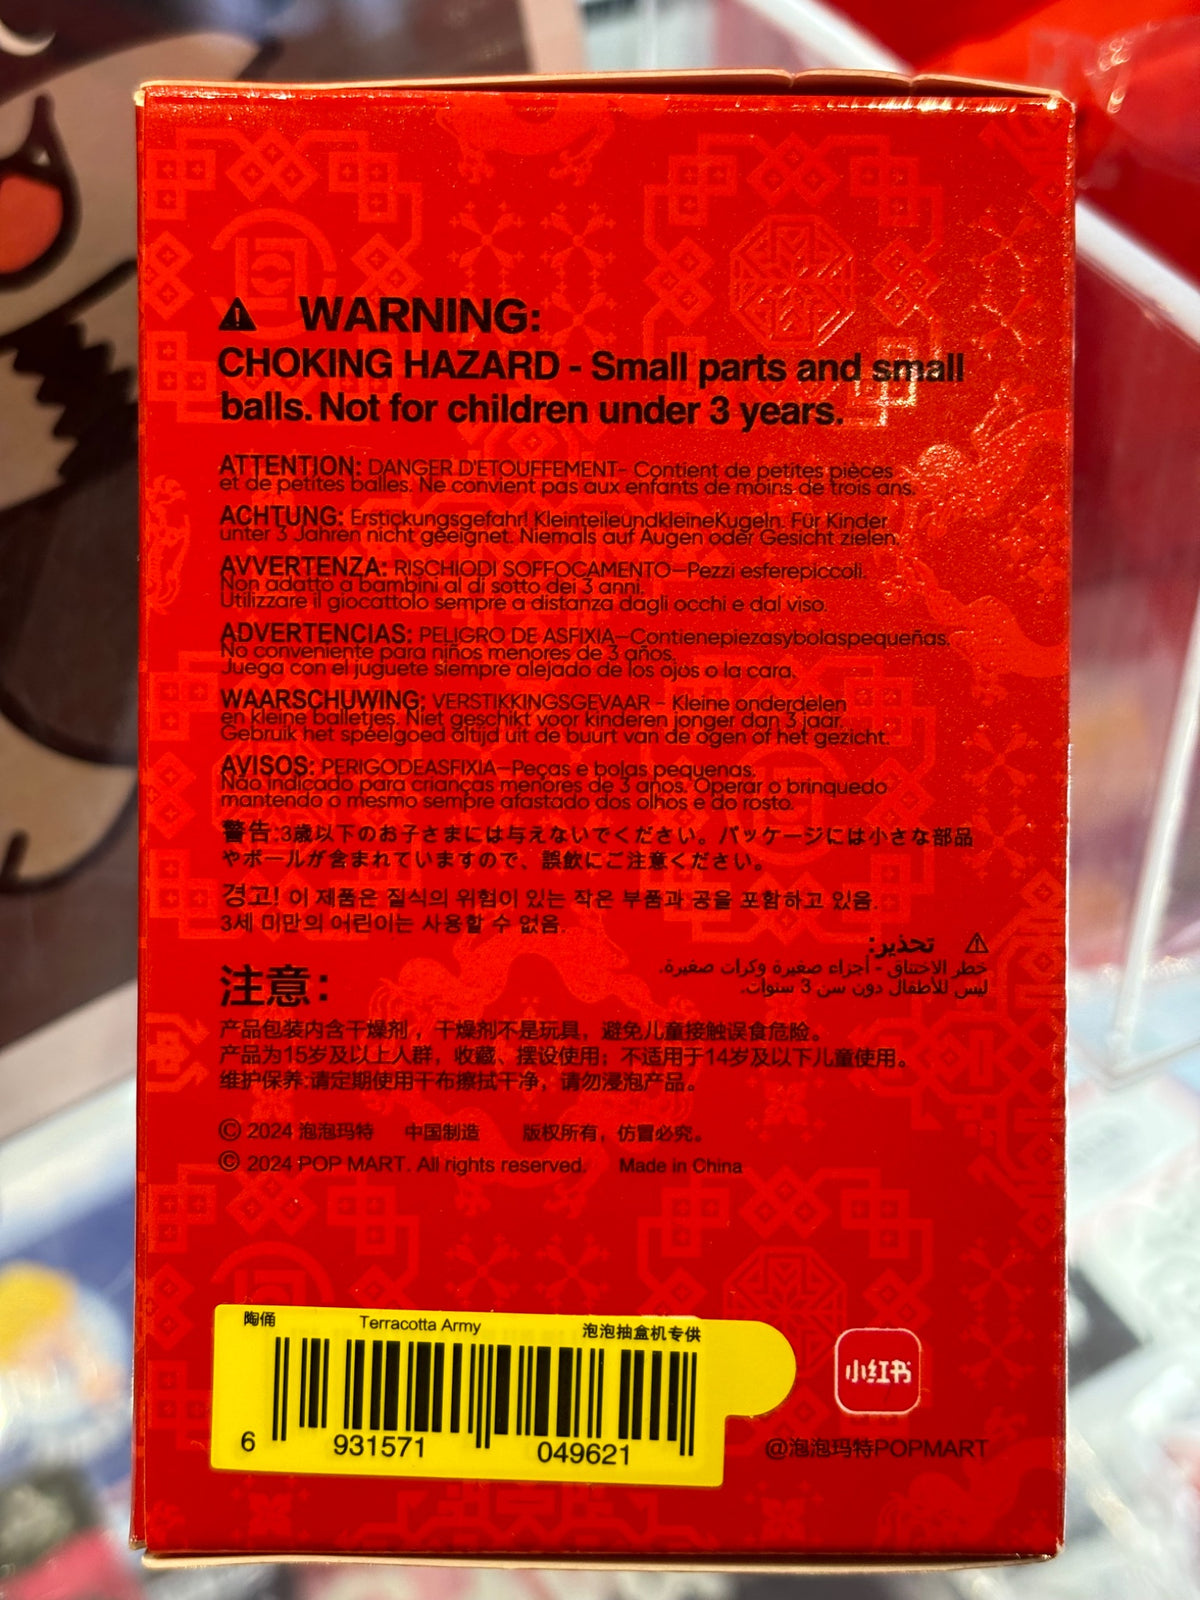 ⚠ WARNING:
CHOKING HAZARD - Small parts and small
balls. Not for children under 3 years.
ATTENTION: DANGER D'ETOUFFEMENT- Contient de petites pièces
et de petites balles. Ne convient pas aux enfants de moins de trois ans.
ACHTUNG: Erstickungsgefahr! KleinteileundkleineKugeln. Für Kinder
unter 3 Jahren nicht geeignet. Niemals auf Augen oder Gesicht zielen.
AVVERTENZA: RISCHIODI SOFFOCAMENTO—Pezzi esferepiccoli.
Non adatto a bambini al di sotto dei 3 anni.
Utilizzare il giocattolo sempre a distanza dagli occhi e dal viso.
ADVERTENCIAS: PELIGRO DE ASFIXIA—Contienepiezasybolaspequeñas.
No conveniente para niños menores de 3 años.
Juega con el juguete siempre alejado de los ojos o la cara.
WAARSCHUWING: VERSTIKKINGSGEVAAR - Kleine onderdelen
en kleine balletjes. Niet geschikt voor kinderen jonger dan 3 jaar.
Gebruik het speelgoed altijd uit de buurt van de ogen of het gezicht.
AVISOS: PERIGODEASFIXIA—Peças e bolas pequenas.
Não indicado para crianças menores de 3 anos. Operar o brinquedo
mantendo o mesmo sempre afastado dos olhos e do rosto.
警告:3歳以下のお子さまには与えないでください。パッケージには小さな部品
やボールが含まれていますので、誤飲にご注意ください。
경고! 이 제품은 질식의 위험이 있는 작은 부품과 공을 포함하고 있음.
3세 미만의 어린이는 사용할 수 없음.
⚠ تحذير:
خطر الاختناق - أجزاء صغيرة وكرات صغيرة.
ليس للأطفال دون سن 3 سنوات.
注意：
产品包装内含干燥剂，干燥剂不是玩具，避免儿童接触误食危险。
产品为15岁及以上人群，收藏、摆设使用；不适用于14岁及以下儿童使用。
维护保养:请定期使用干布擦拭干净，请勿浸泡产品。
© 2024 泡泡玛特 中国制造 版权所有，仿冒必究。
© 2024 POP MART. All rights reserved. Made in China
陶俑 Terracotta Army 泡泡抽盒机专供
6 931571 049621
小红书
@泡泡玛特POPMART